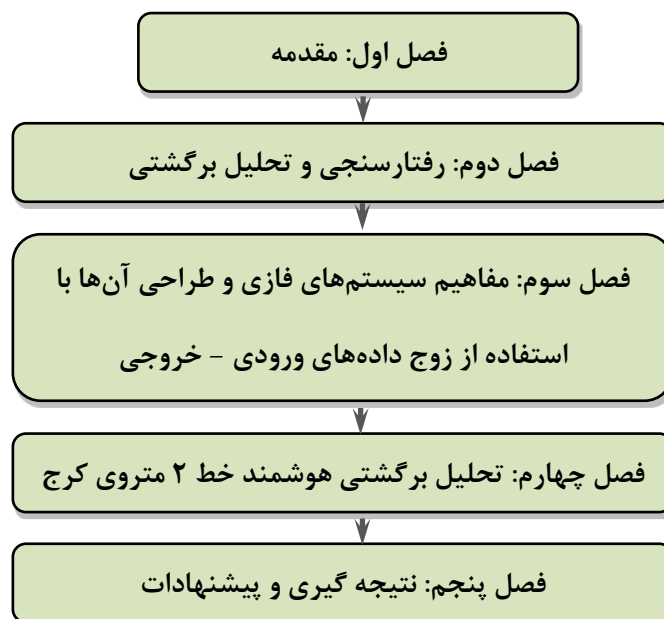 فصل اول: مقدمه
فصل دوم: رفتارسنجی و تحلیل برگشتی
فصل سوم: مفاهیم سیستم‌های فازی و طراحی آن‌ها با
استفاده از زوج داده‌های ورودی - خروجی
فصل چهارم: تحلیل برگشتی هوشمند خط ۲ متروی کرج
فصل پنجم: نتیجه گیری و پیشنهادات